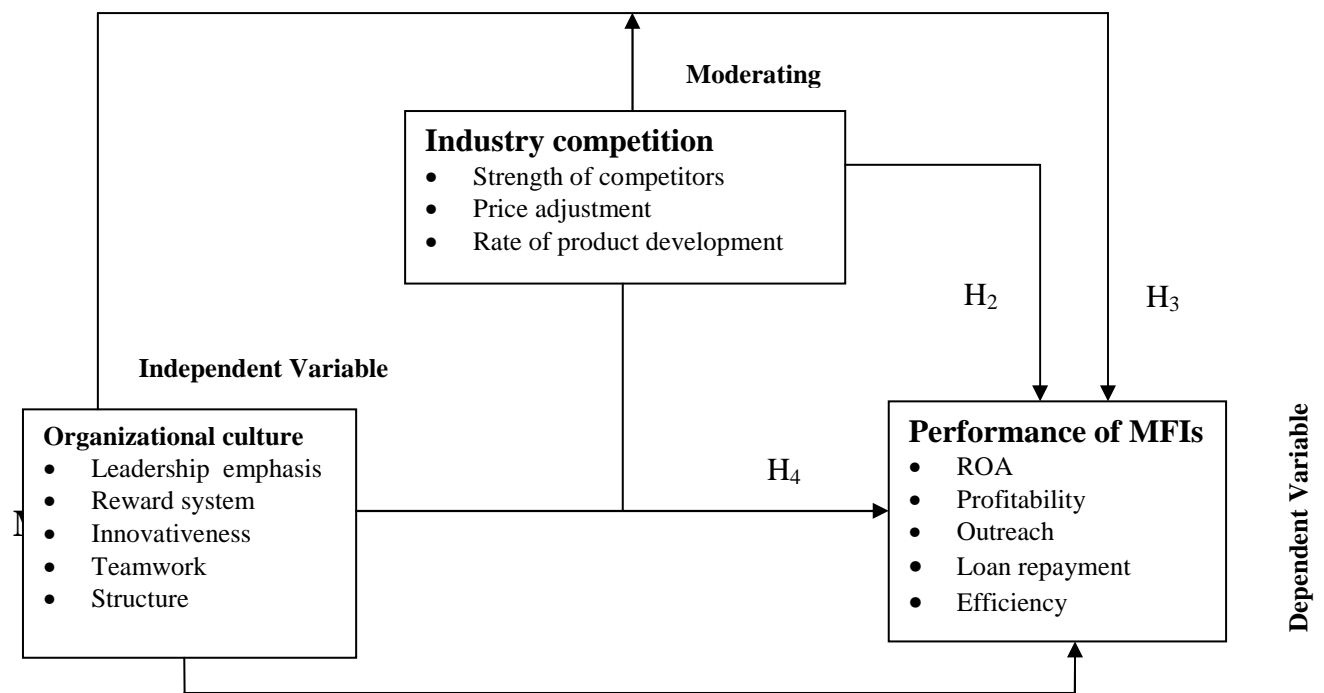 Moderating
Industry competition
• Strength of competitors
• Price adjustment
• Rate of product development
H₂
H₃
Independent Variable
Organizational culture
• Leadership emphasis
• Reward system
• Innovativeness
• Teamwork
• Structure
H₄
Performance of MFIs
• ROA
• Profitability
• Outreach
• Loan repayment
• Efficiency
Dependent Variable